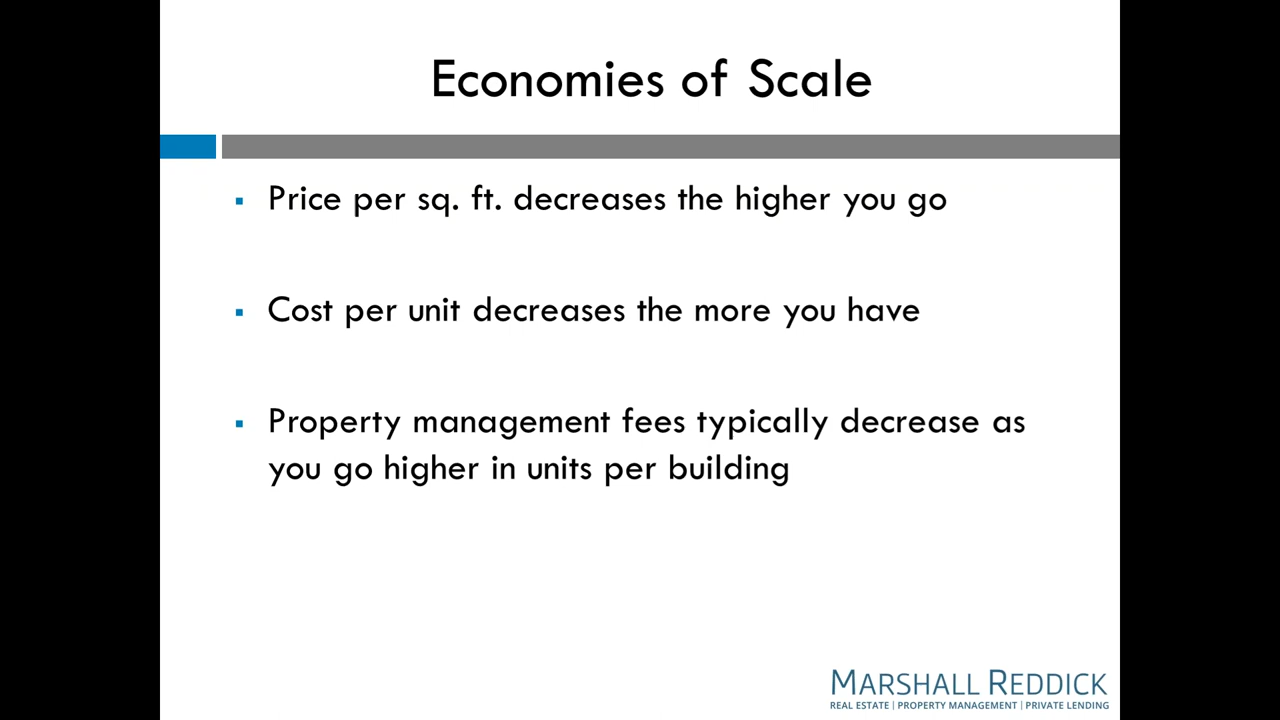 Economies of Scale
Price per sq. ft. decreases the higher you go
Cost per unit decreases the more you have
Property management fees typically decrease as
you go higher in units per building
MARSHALL REDDICK
REAL ESTATE | PROPERTY MANAGEMENT | PRIVATE LENDING